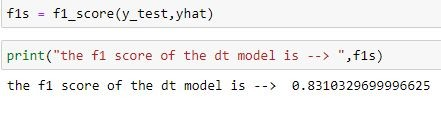 f1s = f1_score(y_test,yhat)
print("the f1 score of the dt model is --> ",f1s)
the f1 score of the dt model is -->  0.8310329699996625